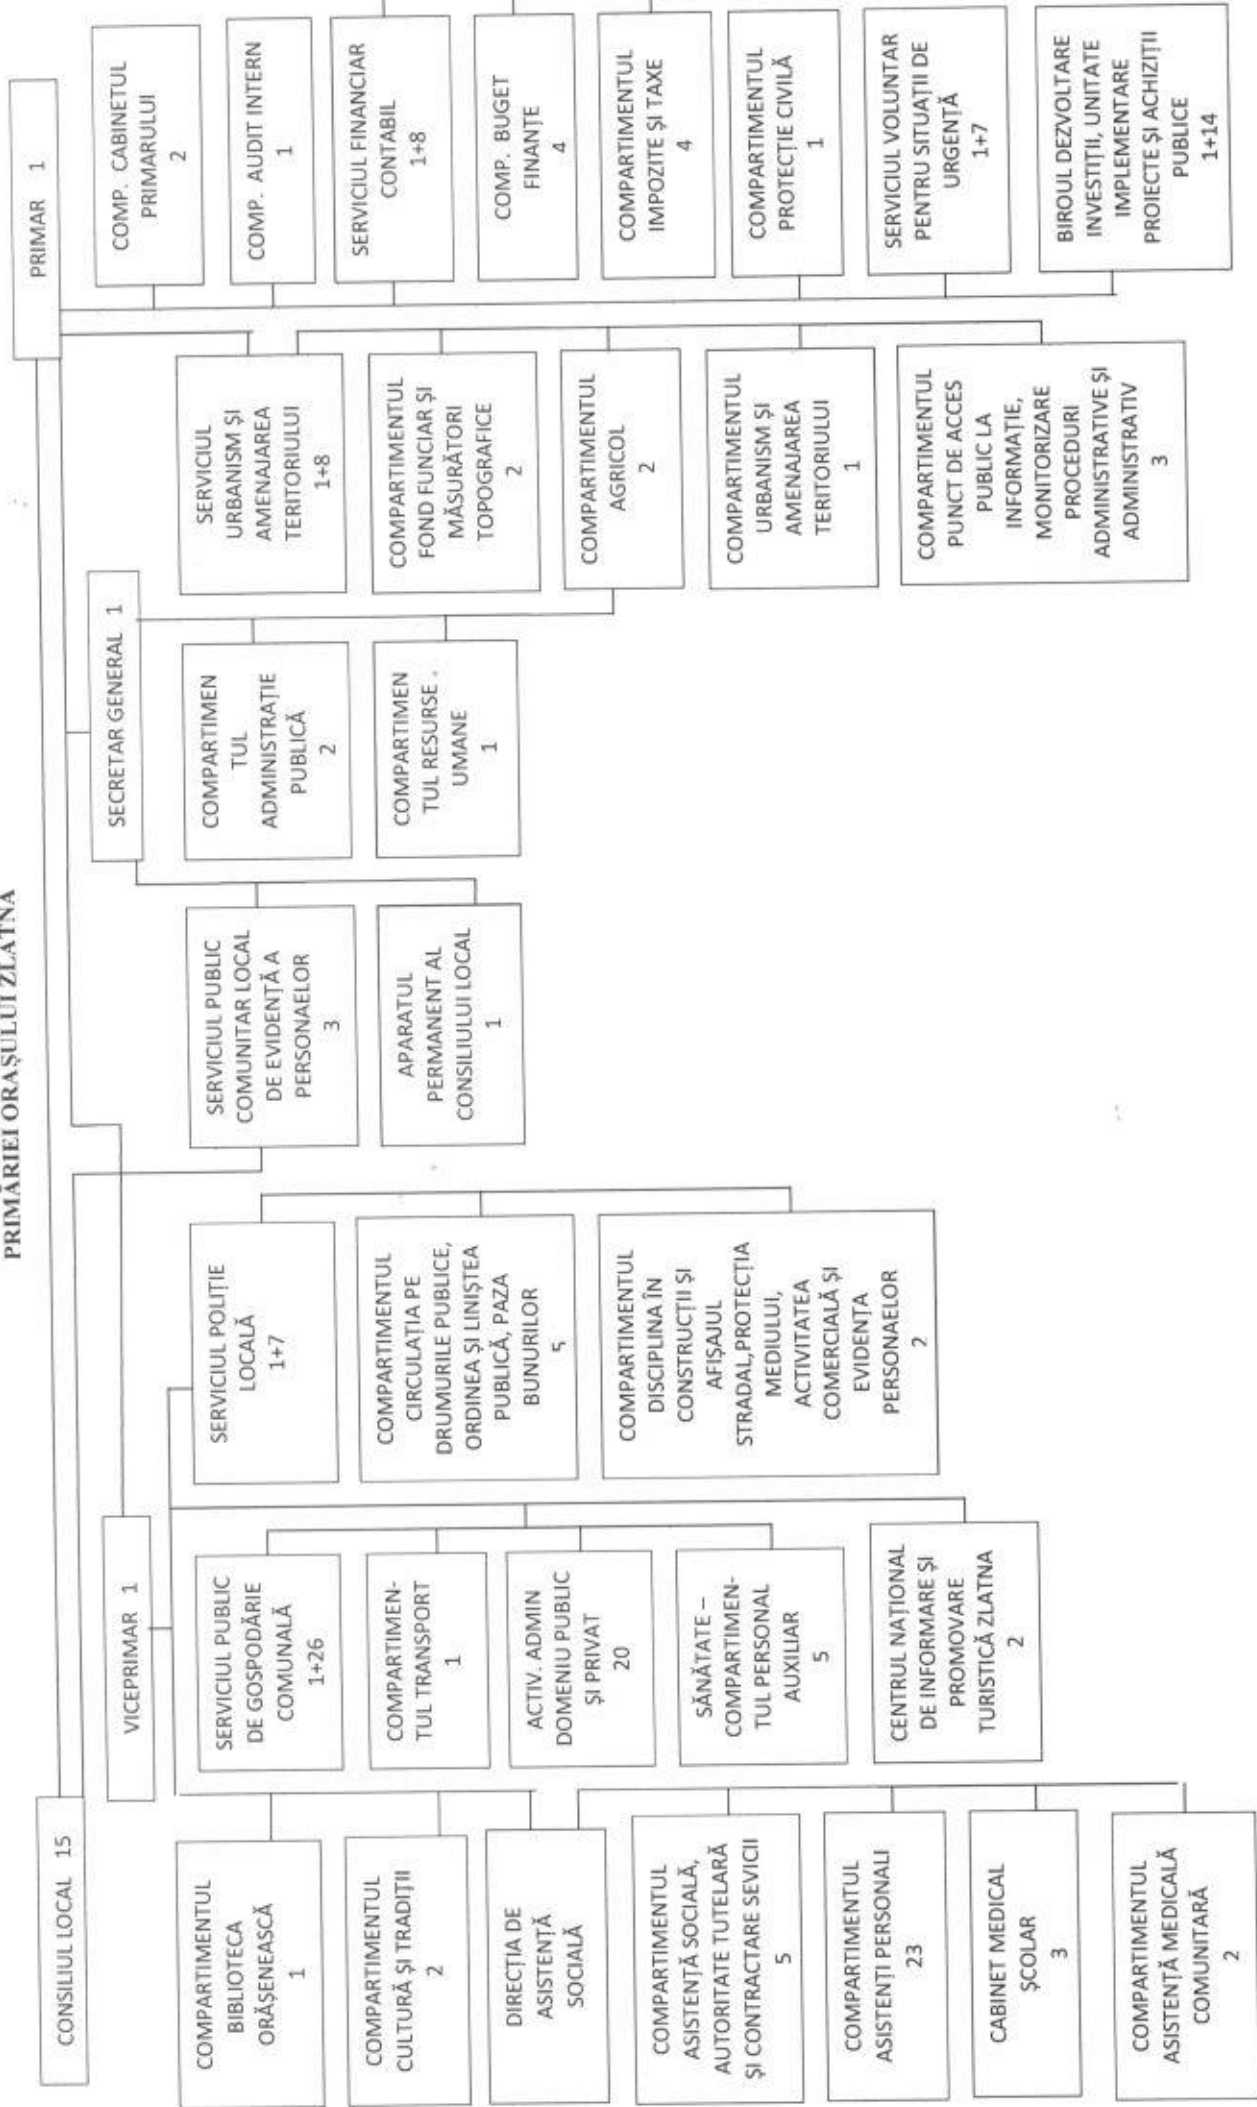 PRIMĂRIEI ORAȘULUI ZLATNA
CONSILIUL LOCAL 15
PRIMAR 1
VICEPRIMAR 1
SECRETAR GENERAL 1
COMPARTIMENTUL
BIBLIOTECA
ORĂȘENEASCĂ
1
COMPARTIMENTUL
CULTURĂ ȘI TRADIȚII
2
DIRECȚIA DE
ASISTENȚĂ
SOCIALĂ
COMPARTIMENTUL
ASISTENȚĂ SOCIALĂ,
AUTORITATE TUTELARĂ
ȘI CONTRACTARE SEVICII
5
COMPARTIMENTUL
ASISTENȚI PERSONALI
23
CABINET MEDICAL
ȘCOLAR
3
COMPARTIMENTUL
ASISTENȚĂ MEDICALĂ
COMUNITARĂ
2
SERVICIUL PUBLIC
DE GOSPODĂRIE
COMUNALĂ
1+26
COMPARTIMEN-
TUL TRANSPORT
1
ACTIV. ADMIN
DOMENIU PUBLIC
ȘI PRIVAT
20
SĂNĂTATE –
COMPARTIMEN-
TUL PERSONAL
AUXILIAR
5
CENTRUL NAȚIONAL
DE INFORMARE ȘI
PROMOVARE
TURISTICĂ ZLATNA
2
SERVICIUL POLIȚIE
LOCALĂ
1+7
COMPARTIMENTUL
CIRCULAȚIA PE
DRUMURILE PUBLICE,
ORDINEA ȘI LINIȘTEA
PUBLICĂ, PAZA
BUNURILOR
5
COMPARTIMENTUL
DISCIPLINA ÎN
CONSTRUCȚII ȘI
AFIȘAJUL
STRADAL,PROTECȚIA
MEDIULUI,
ACTIVITATEA
COMERCIALĂ ȘI
EVIDENȚA
PERSONAELOR
2
SERVICIUL PUBLIC
COMUNITAR LOCAL
DE EVIDENȚĂ A
PERSONAELOR
3
APARATUL
PERMANENT AL
CONSILIULUI LOCAL
1
COMPARTIMEN
TUL
ADMINISTRAȚIE
PUBLICĂ
2
COMPARTIMEN
TUL RESURSE .
UMANE
1
SERVICIUL
URBANISM ȘI
AMENAJAREA
TERITORIULUI
1+8
COMPARTIMENTUL
FOND FUNCIAR ȘI
MĂSURĂTORI
TOPOGRAFICE
2
COMPARTIMENTUL
AGRICOL
2
COMPARTIMENTUL
URBANISM ȘI
AMENAJAREA
TERITORIULUI
1
COMPARTIMENTUL
PUNCT DE ACCES
PUBLIC LA
INFORMAȚIE,
MONITORIZARE
PROCEDURI
ADMINISTRATIVE ȘI
ADMINISTRATIV
3
COMP. CABINETUL
PRIMARULUI
2
COMP. AUDIT INTERN
1
SERVICIUL FINANCIAR
CONTABIL
1+8
COMP. BUGET
FINANȚE
4
COMPARTIMENTUL
IMPOZITE ȘI TAXE
4
COMPARTIMENTUL
PROTECȚIE CIVILĂ
1
SERVICIUL VOLUNTAR
PENTRU SITUAȚII DE
URGENȚĂ
1+7
BIROUL DEZVOLTARE
INVESTIȚII, UNITATE
IMPLEMENTARE
PROIECTE ȘI ACHIZIȚII
PUBLICE
1+14